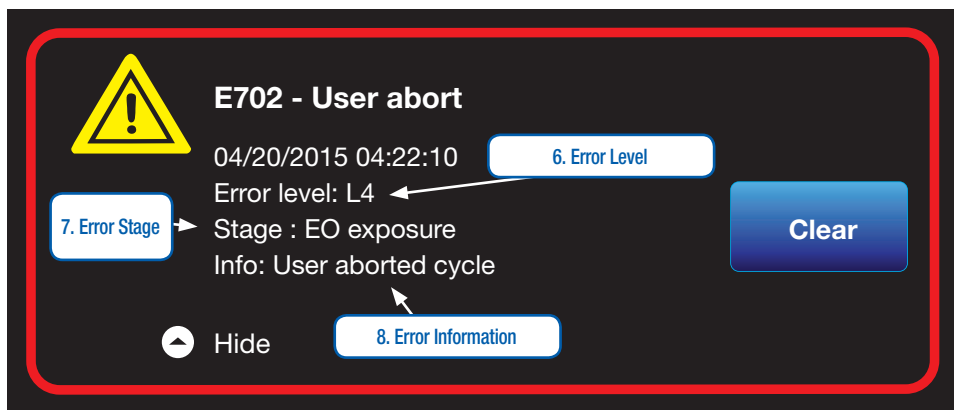 E702 - User abort
04/20/2015 04:22:10
6. Error Level
Error level: L4
7. Error Stage
Stage : EO exposure
Clear
Info: User aborted cycle
8. Error Information
Hide